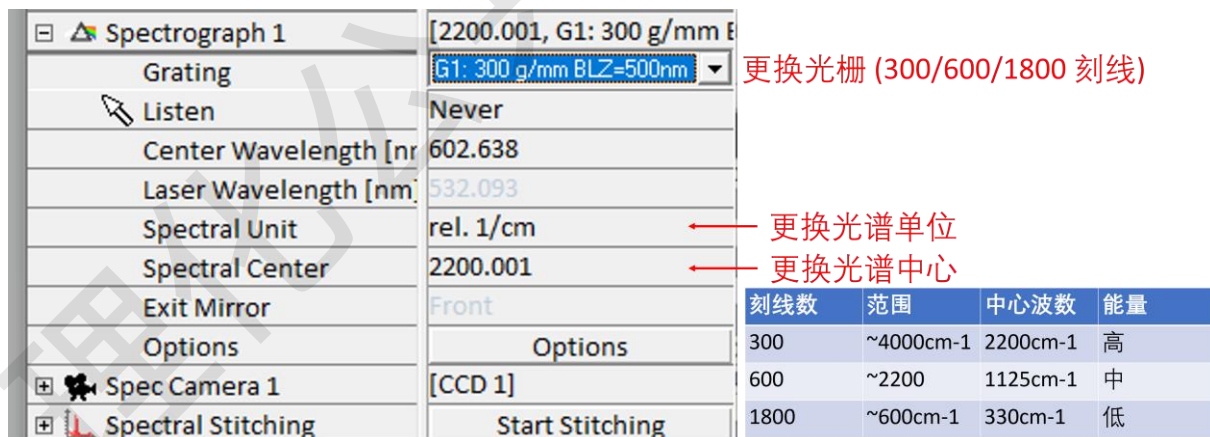 Spectrograph 1 [2200.001, G1: 300 g/mm
Grating G1: 300 g/mm BLZ=500nm 更换光栅 (300/600/1800 刻线)
Listen Never
Center Wavelength [nm 602.638
Laser Wavelength [nm] 532.093
Spectral Unit rel. 1/cm 更换光谱单位
Spectral Center 2200.001 更换光谱中心
Exit Mirror Front
Options Options
Spec Camera 1 [CCD 1]
Spectral Stitching Start Stitching
刻线数 范围 中心波数 能量
300 ~4000cm-1 2200cm-1 高
600 ~2200 1125cm-1 中
1800 ~600cm-1 330cm-1 低
理化公